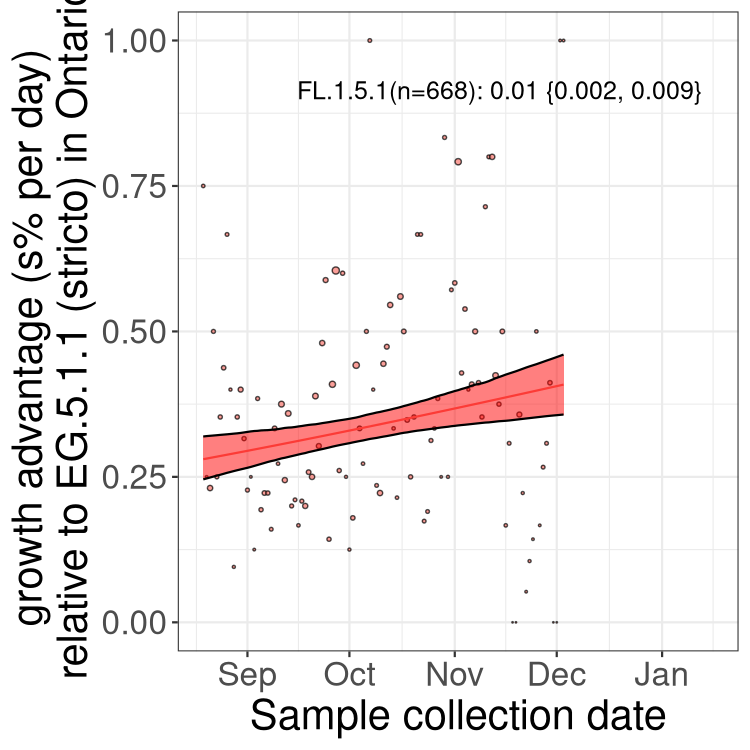 growth advantage (s% per day)
relative to EG.5.1.1 (stricto) in Ontario
1.00
0.75
0.50
0.25
0.00
FL.1.5.1(n=668): 0.01 {0.002, 0.009}
Sep Oct Nov Dec Jan
Sample collection date